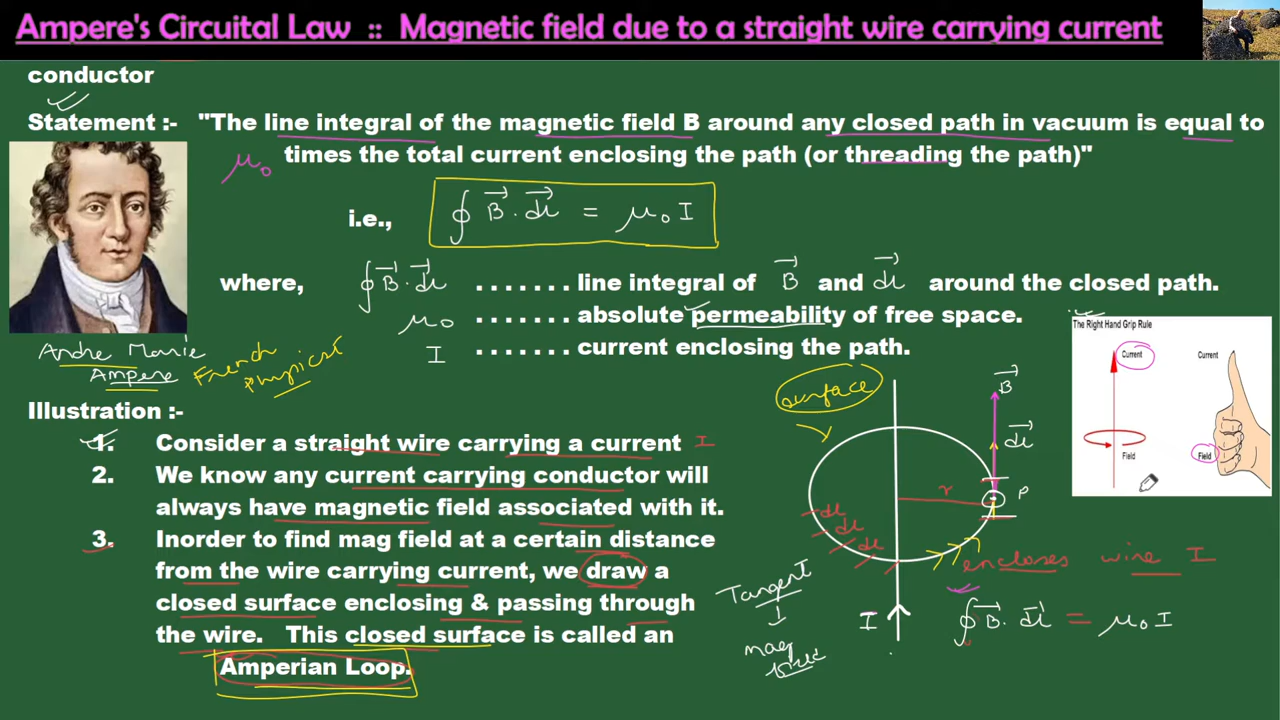 Ampere's Circuital Law :: Magnetic field due to a straight wire carrying current
conductor
Statement :- "The line integral of the magnetic field B around any closed path in vacuum is equal to
μ₀ times the total current enclosing the path (or threading the path)"
i.e., ∮ B⃗ · dl⃗ = μ₀ I
where, ∮ B⃗ · dl⃗ ....... line integral of B⃗ and dl⃗ around the closed path.
μ₀ ....... absolute permeability of free space.
I ....... current enclosing the path.
Andre Marie
Ampere
French
Physicist
Illustration :-
1. Consider a straight wire carrying a current I
2. We know any current carrying conductor will
always have magnetic field associated with it.
3. Inorder to find mag field at a certain distance
from the wire carrying current, we draw a
closed surface enclosing & passing through
the wire. This closed surface is called an
Amperian Loop.
surface
B⃗
dl⃗
r
P
dl
dl
dl
encloses wire I
Tangent
↓
mag
field
I
∮ B⃗ · dl⃗ = μ₀ I
The Right Hand Grip Rule
Current
Current
Field
Field